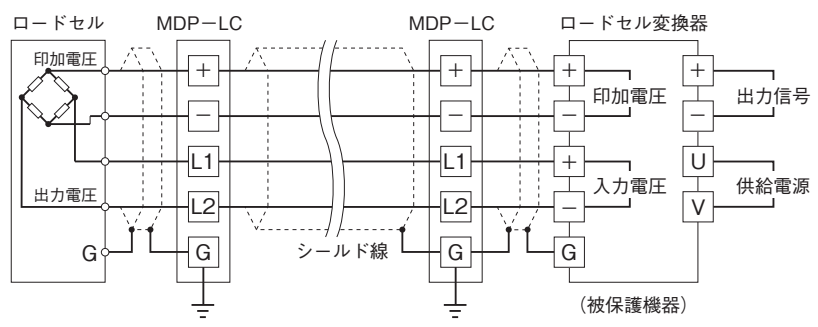 ロードセル
MDP−LC
MDP−LC
ロードセル変換器
印加電圧
+
+
+
+
印加電圧
出力信号
−
−
−
−
L1
L1
+
U
入力電圧
供給電源
出力電圧
L2
L2
−
V
G
G
シールド線
G
G
(被保護機器)